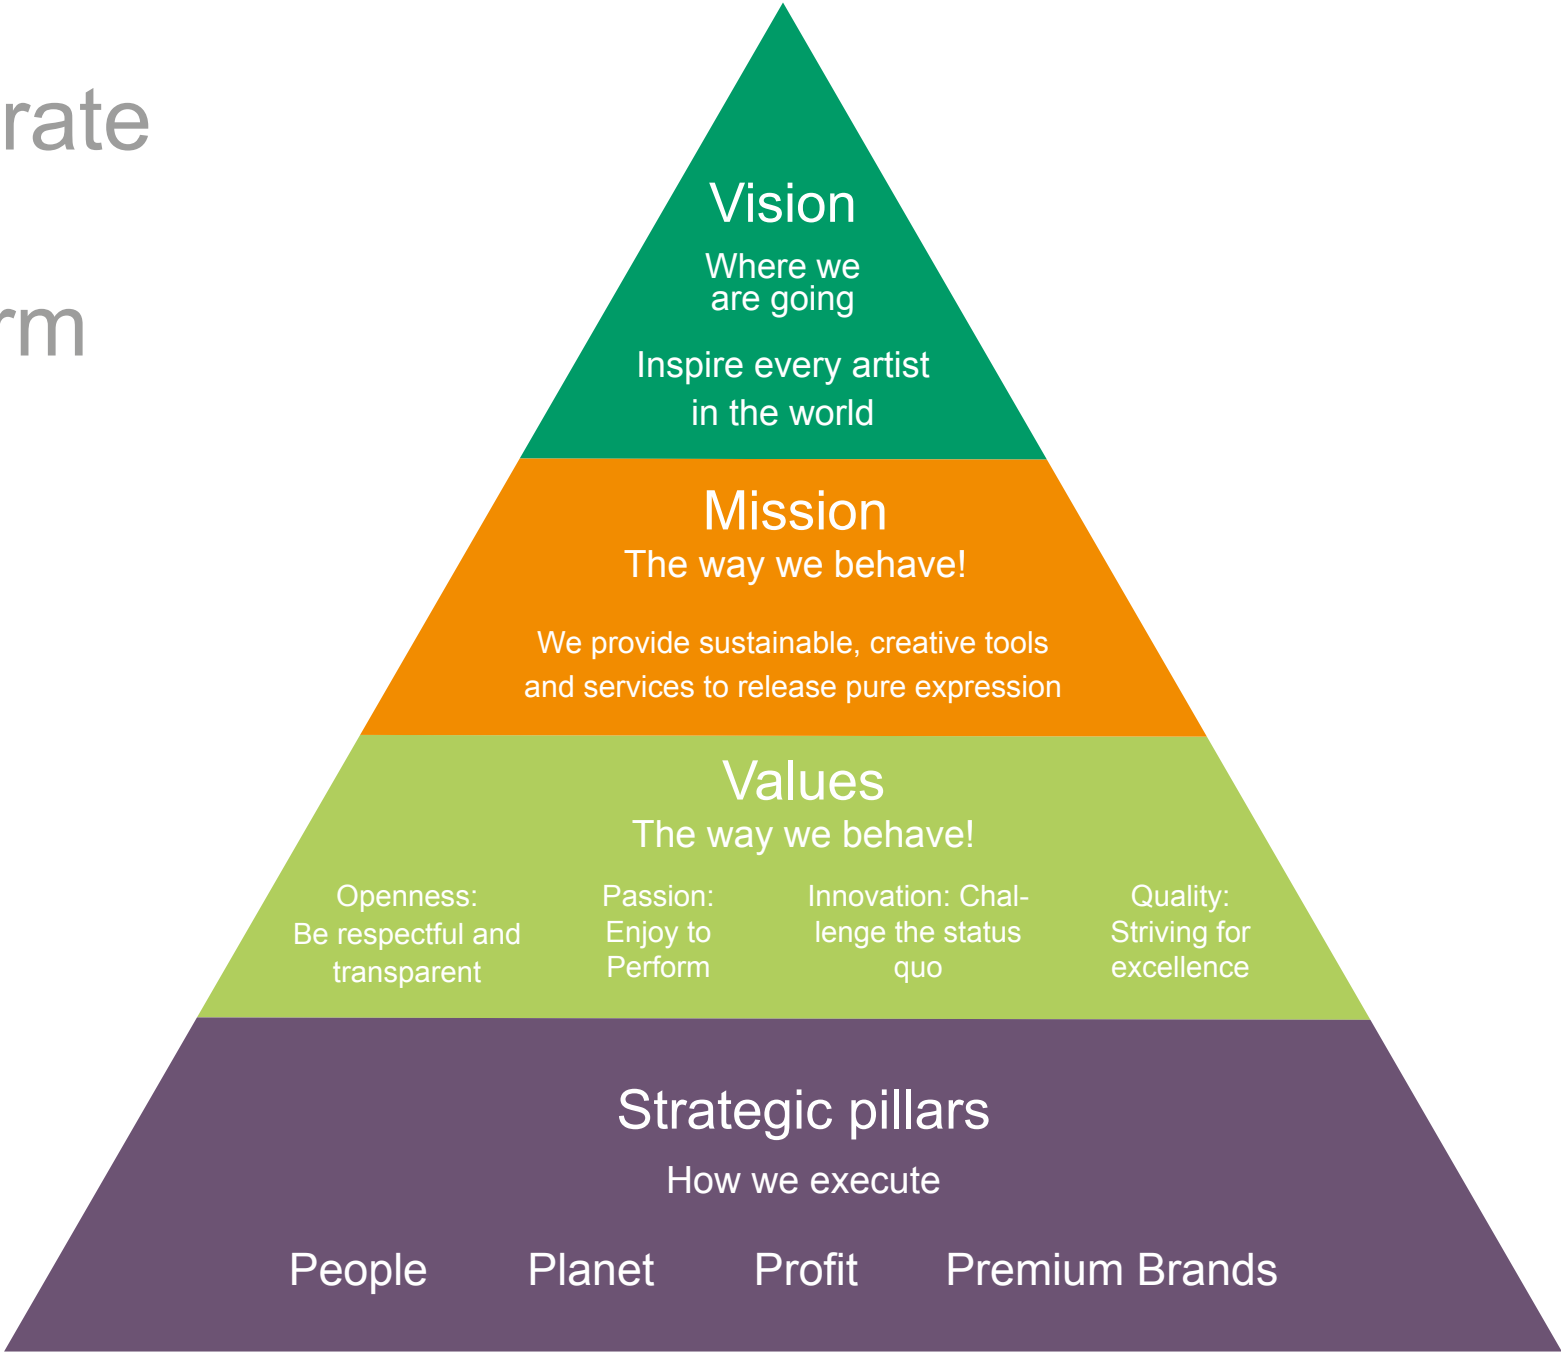 rate
rm
Vision
Where we
are going
Inspire every artist
in the world
Mission
The way we behave!
We provide sustainable, creative tools
and services to release pure expression
Values
The way we behave!
Openness:
Be respectful and
transparent
Passion:
Enjoy to
Perform
Innovation: Chal-
lenge the status
quo
Quality:
Striving for
excellence
Strategic pillars
How we execute
People Planet Profit Premium Brands